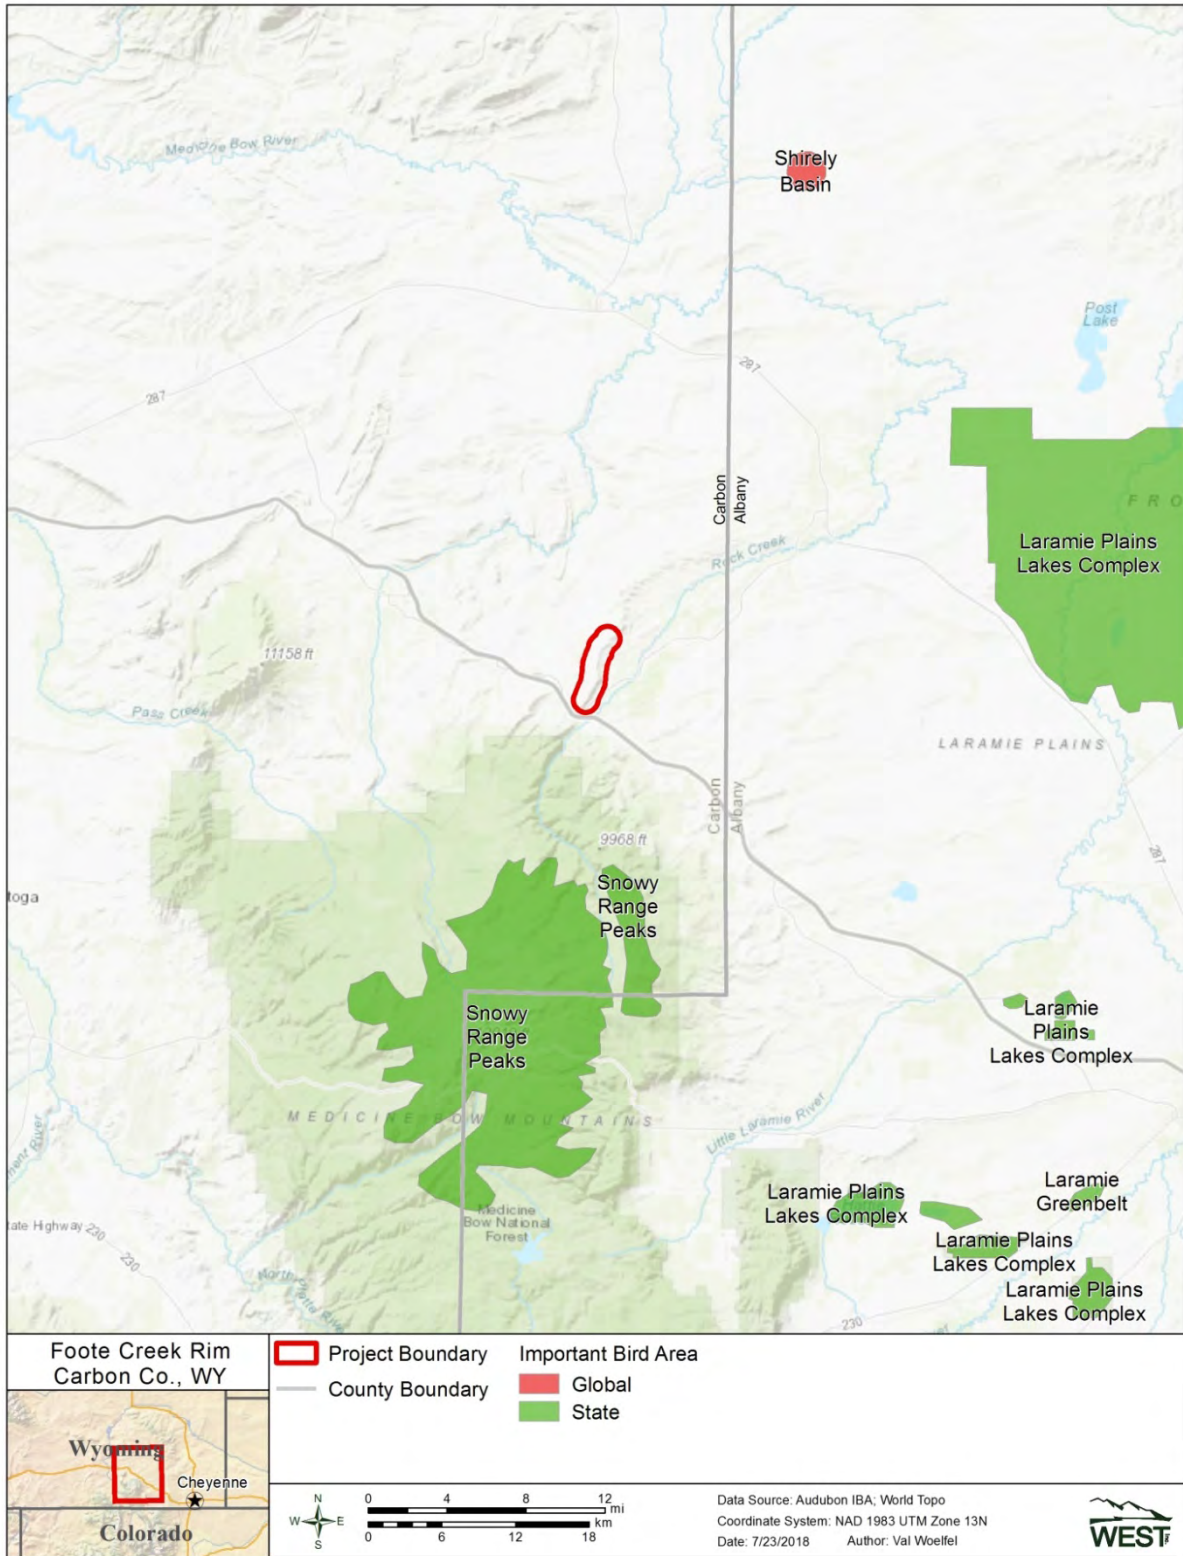 Medicine Bow River
Shirely
Basin
Post
Lake
287
287
Carbon
Albany
F R O
Laramie Plains
Lakes Complex
Rock Creek
11158 ft
Pass Creek
LARAMIE PLAINS
Carbon
Albany
9968 ft
287
toga
Snowy
Range
Peaks
Snowy
Range
Peaks
Laramie
Plains
Lakes Complex
MEDICINE BOW MOUNTAINS
Little Laramie River
ment River
Laramie Plains
Lakes Complex
Laramie
Greenbelt
Medicine
Bow National
Forest
tate Highway 230
230
Laramie Plains
Lakes Complex
North Platte River
Laramie Plains
Lakes Complex
230
River
Foote Creek Rim
Carbon Co., WY
Project Boundary
County Boundary
Important Bird Area
Global
State
Wyoming
Cheyenne
Colorado
N
W E
S
0 4 8 12
mi
km
0 6 12 18
Data Source: Audubon IBA; World Topo
Coordinate System: NAD 1983 UTM Zone 13N
Date: 7/23/2018 Author: Val Woelfel
WEST